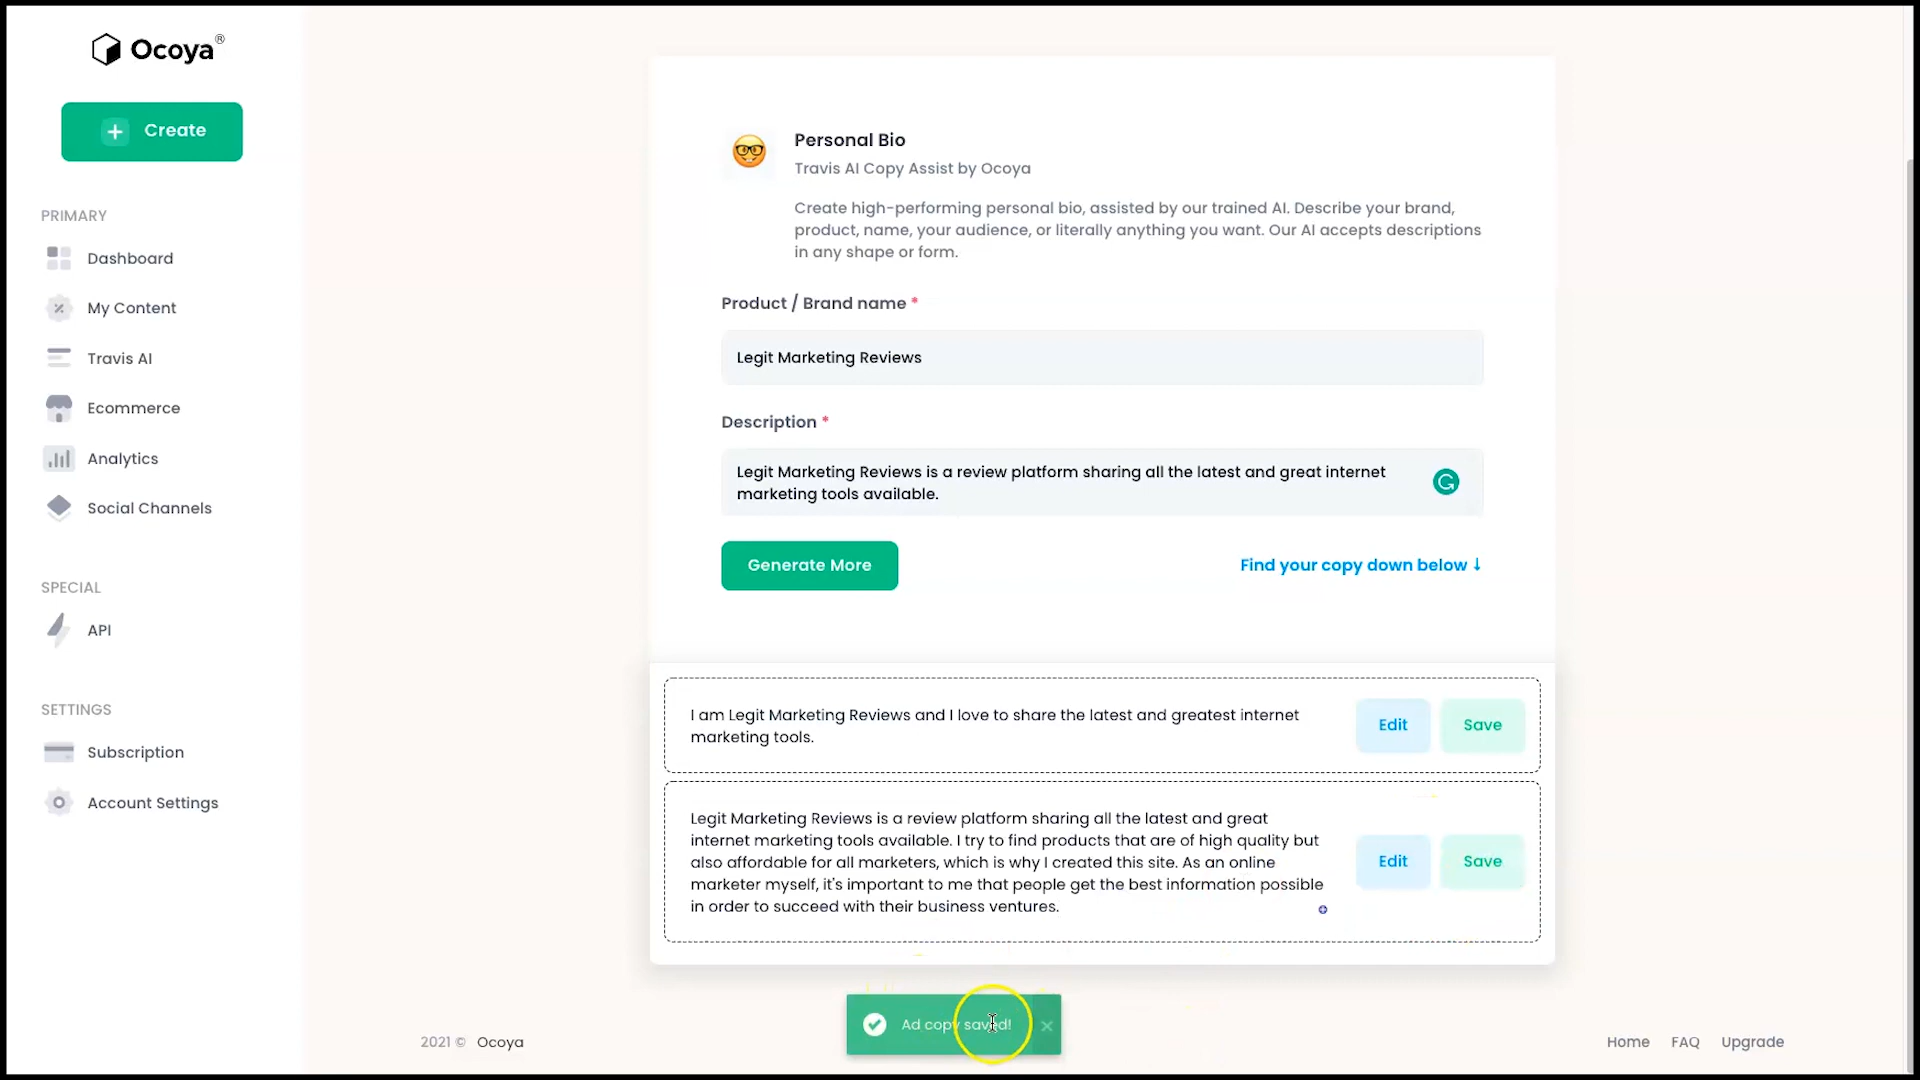 Ocoya®
+ Create
PRIMARY
Dashboard
My Content
Travis AI
Ecommerce
Analytics
Social Channels
SPECIAL
API
SETTINGS
Subscription
Account Settings
Personal Bio
Travis AI Copy Assist by Ocoya
Create high-performing personal bio, assisted by our trained AI. Describe your brand,
product, name, your audience, or literally anything you want. Our AI accepts descriptions
in any shape or form.
Product / Brand name *
Legit Marketing Reviews
Description *
Legit Marketing Reviews is a review platform sharing all the latest and great internet
marketing tools available.
Generate More
Find your copy down below ↓
I am Legit Marketing Reviews and I love to share the latest and greatest internet
marketing tools.
Edit
Save
Legit Marketing Reviews is a review platform sharing all the latest and great
internet marketing tools available. I try to find products that are of high quality but
also affordable for all marketers, which is why I created this site. As an online
marketer myself, it's important to me that people get the best information possible
in order to succeed with their business ventures.
Edit
Save
Ad copy saved!
2021 © Ocoya
Home
FAQ
Upgrade